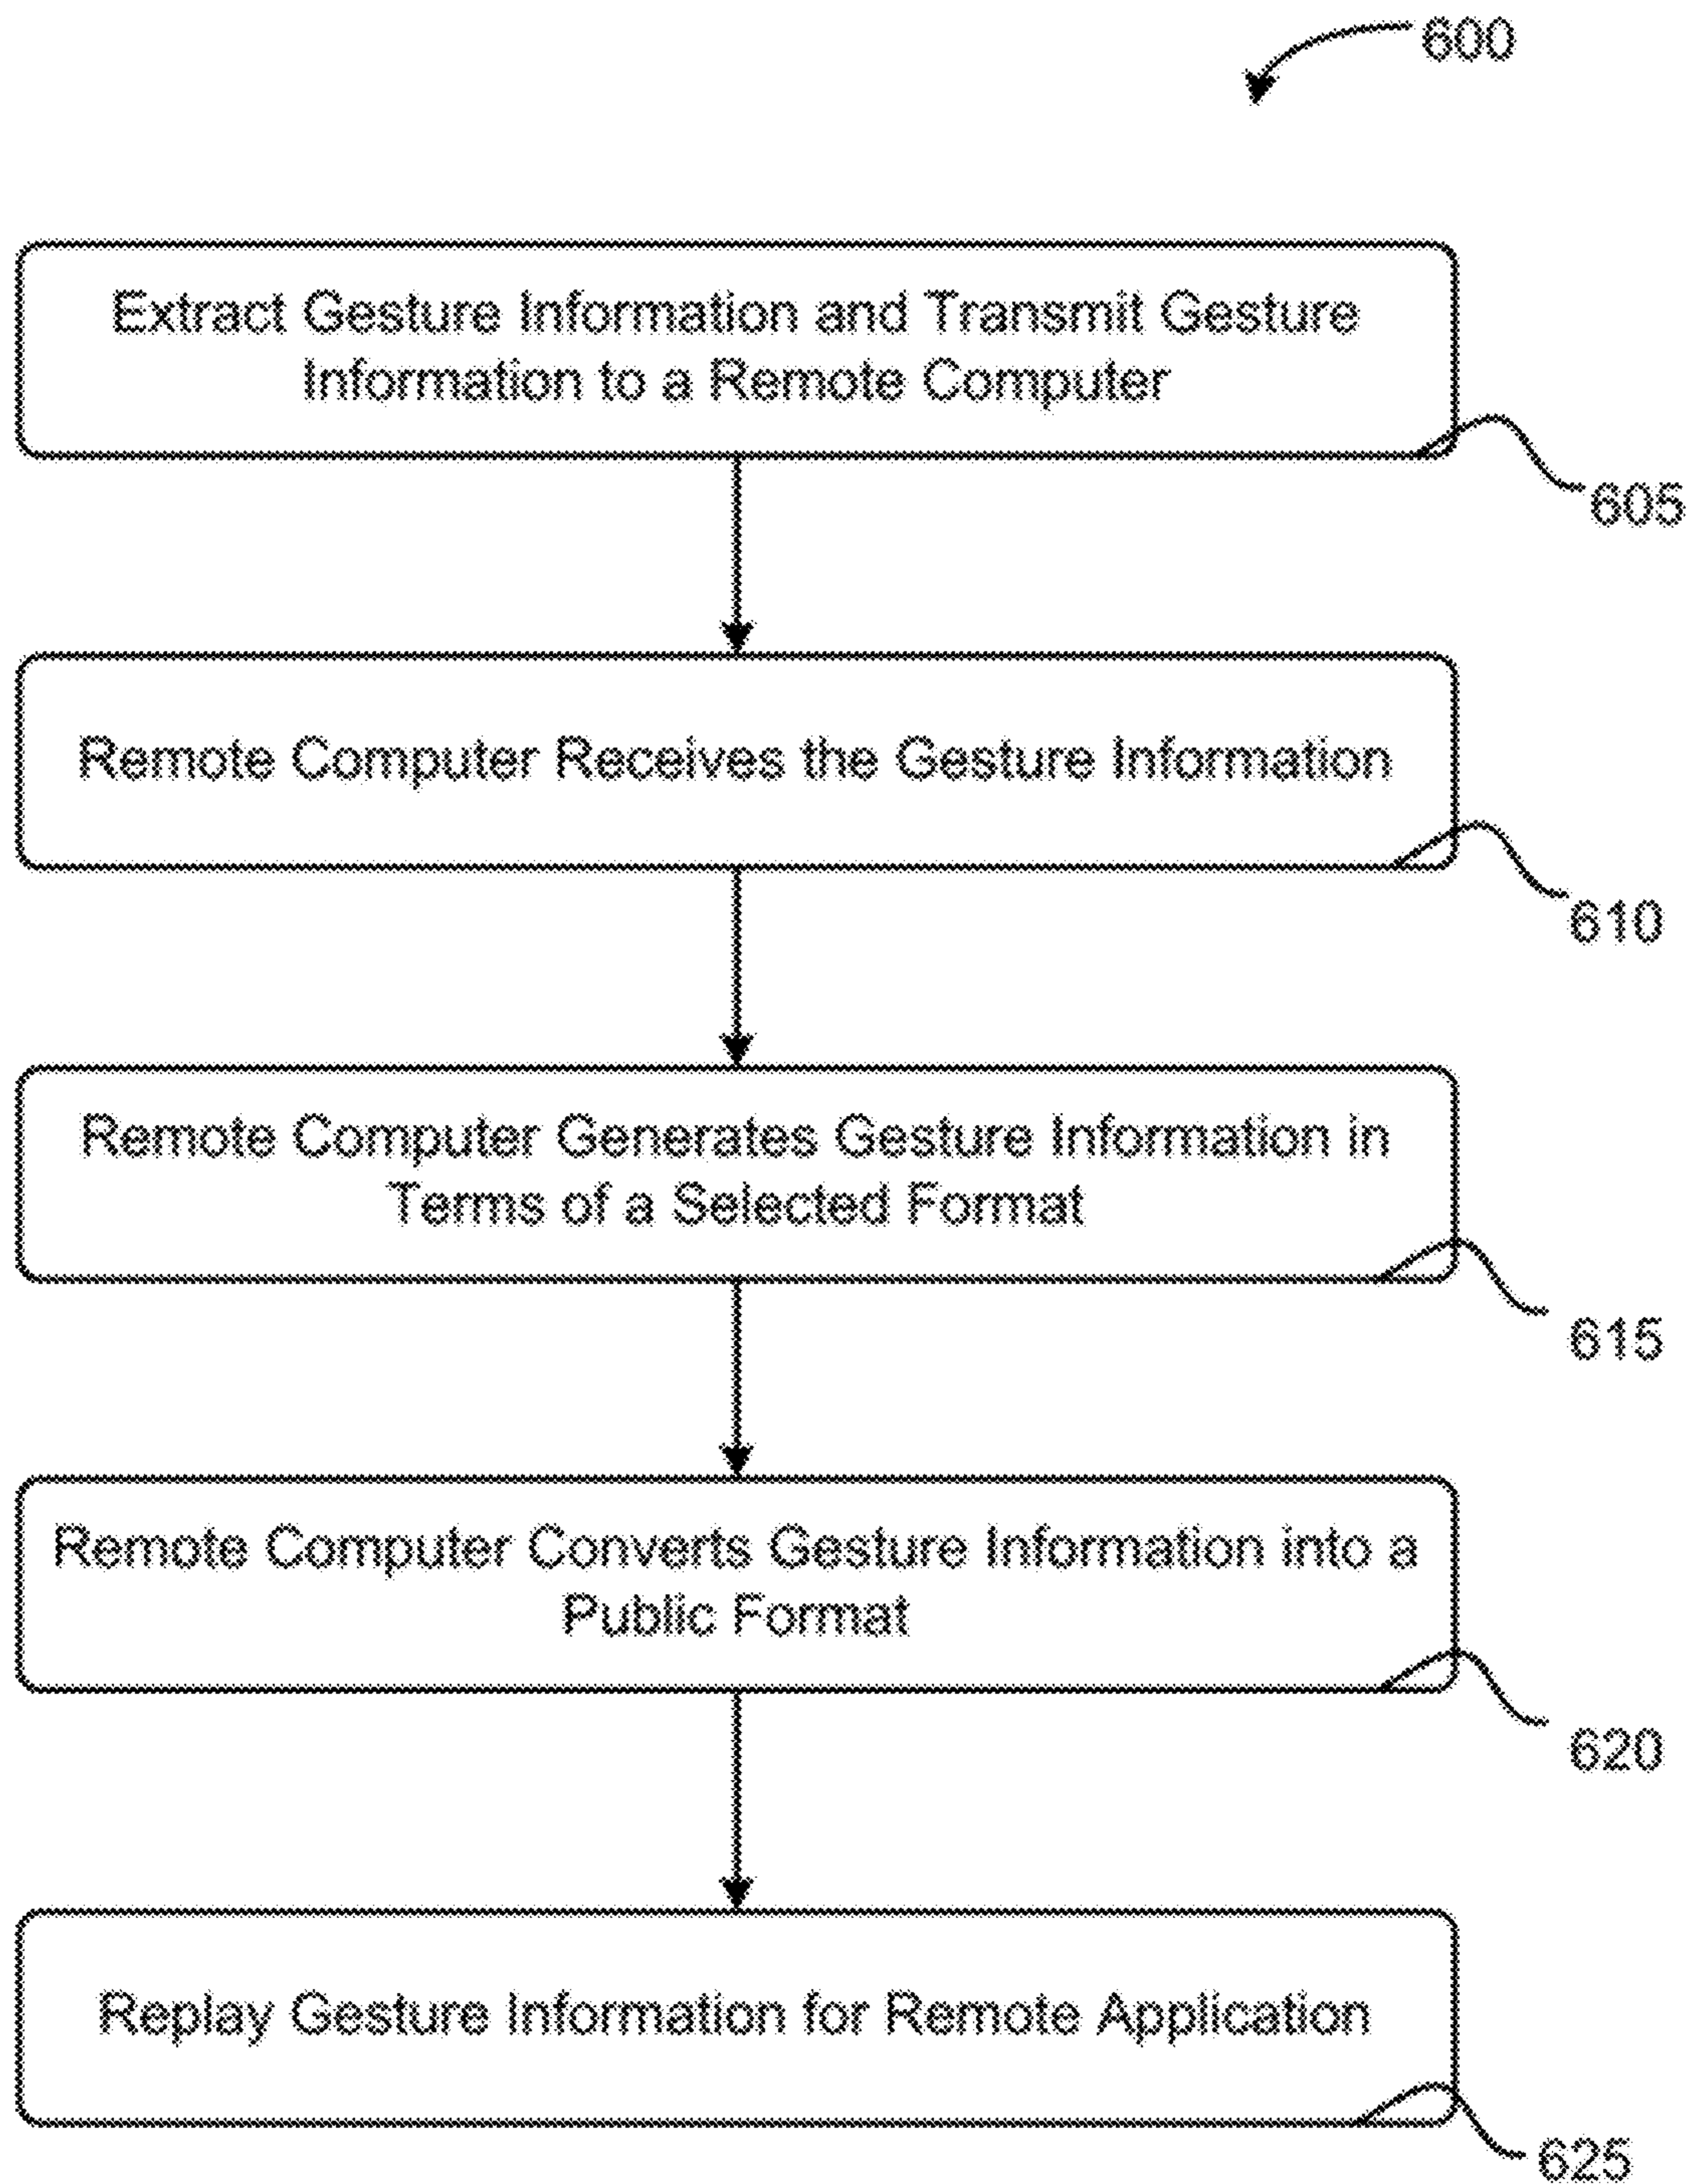 600
Extract Gesture Information and Transmit Gesture
Information to a Remote Computer
605
Remote Computer Receives the Gesture Information
610
Remote Computer Generates Gesture Information in
Terms of a Selected Format
615
Remote Computer Converts Gesture Information into a
Public Format
620
Replay Gesture Information for Remote Application
625